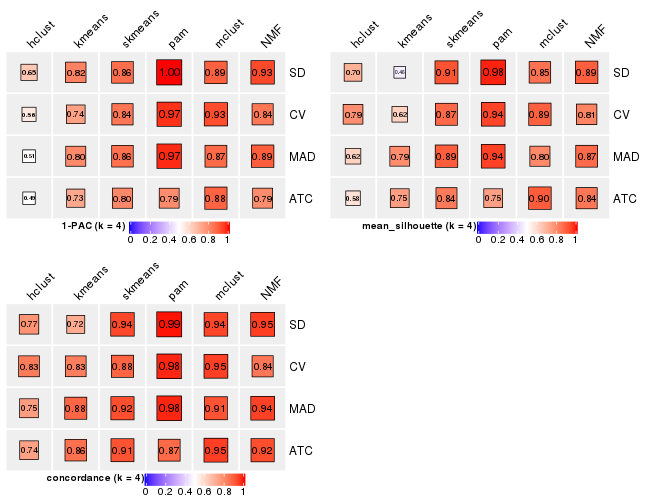 hclust kmeans skmeans pam mclust NMF
0.65 0.82 0.86 1.00 0.89 0.93 SD
0.56 0.74 0.84 0.97 0.93 0.84 CV
0.51 0.80 0.86 0.97 0.87 0.89 MAD
0.49 0.73 0.80 0.79 0.88 0.79 ATC
1-PAC (k = 4)
0 0.2 0.4 0.6 0.8 1
hclust kmeans skmeans pam mclust NMF
0.70 0.46 0.91 0.98 0.85 0.89 SD
0.79 0.62 0.87 0.94 0.89 0.81 CV
0.62 0.79 0.89 0.94 0.80 0.87 MAD
0.58 0.75 0.84 0.75 0.90 0.84 ATC
mean_silhouette (k = 4)
0 0.2 0.4 0.6 0.8 1
hclust kmeans skmeans pam mclust NMF
0.77 0.72 0.94 0.99 0.94 0.95 SD
0.83 0.83 0.88 0.98 0.95 0.84 CV
0.75 0.88 0.92 0.98 0.91 0.94 MAD
0.74 0.86 0.91 0.87 0.95 0.92 ATC
concordance (k = 4)
0 0.2 0.4 0.6 0.8 1